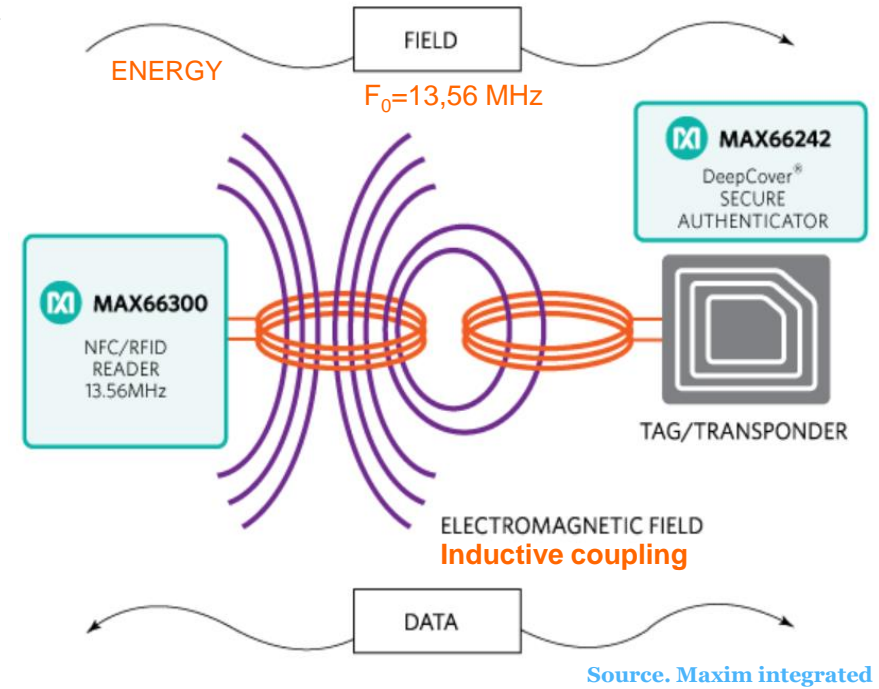 FIELD
ENERGY
F₀=13,56 MHz
MAX66242
DeepCover®
SECURE
AUTHENTICATOR
MAX66300
NFC/RFID
READER
13.56MHz
TAG/TRANSPONDER
ELECTROMAGNETIC FIELD
Inductive coupling
DATA
Source. Maxim integrated